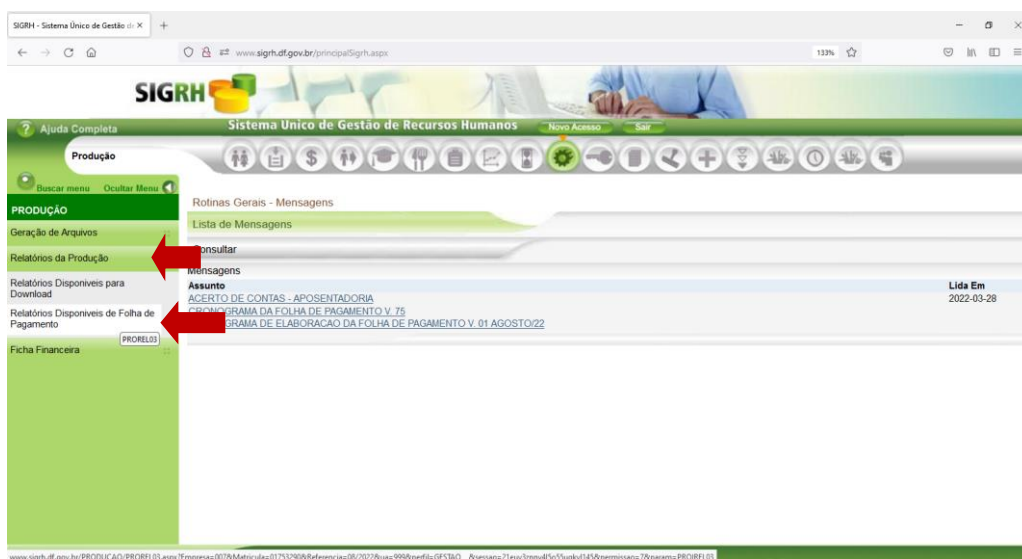 SIGRH - Sistema Único de Gestão de
www.sigrh.df.gov.br/principalSigrh.aspx
133%
SIGRH
Ajuda Completa
Sistema Único de Gestão de Recursos Humanos
Novo Acesso
Sair
Produção
Buscar menu
Ocultar Menu
PRODUÇÃO
Geração de Arquivos
Relatórios da Produção
Relatórios Disponiveis para
Download
Relatórios Disponiveis de Folha de
Pagamento
PROREL03
Ficha Financeira
Rotinas Gerais - Mensagens
Lista de Mensagens
Consultar
Mensagens
Assunto
Lida Em
ACERTO DE CONTAS - APOSENTADORIA
2022-03-28
CRONOGRAMA DA FOLHA DE PAGAMENTO V. 75
GRAMA DE ELABORACAO DA FOLHA DE PAGAMENTO V. 01 AGOSTO/22